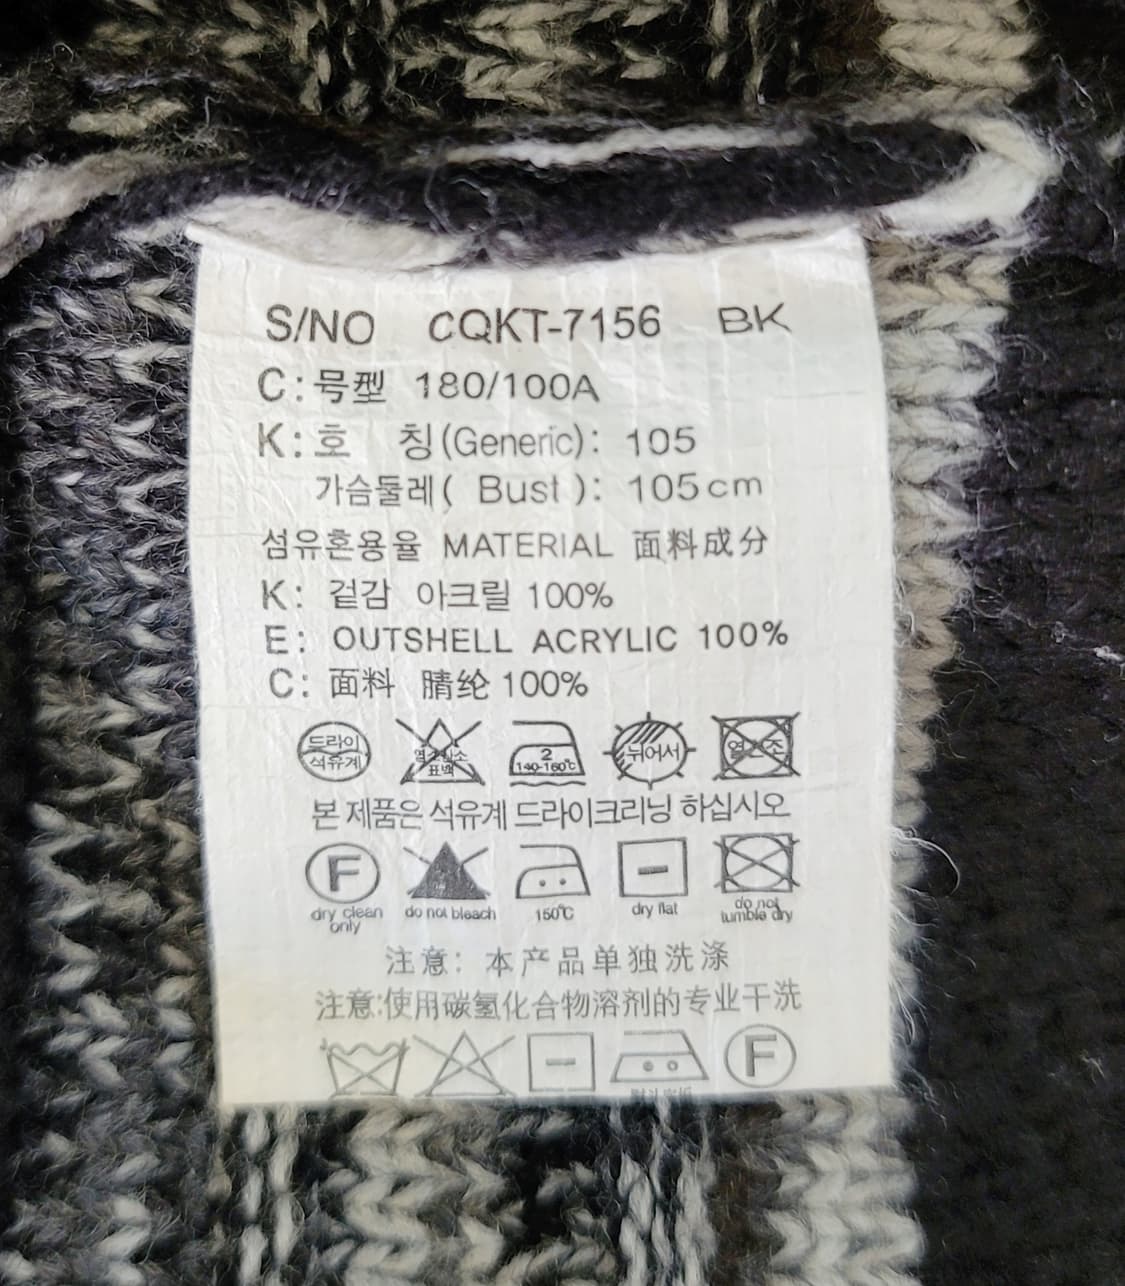 S/NO CQKT-7156 BK
C: 号型 180/100A
K: 호 칭(Generic): 105
가슴둘레( Bust ): 105cm
섬유혼용율 MATERIAL 面料成分
K: 겉감 아크릴 100%
E: OUTSHELL ACRYLIC 100%
C: 面料 腈纶 100%
드라이 석유계 표백 2 140-160℃ 뉘어서
본 제품은 석유계 드라이크리닝 하십시오
F
dry clean only do not bleach 150℃ dry flat do not tumble dry
注意: 本产品单独洗涤
注意:使用碳氢化合物溶剂的专业干洗
F